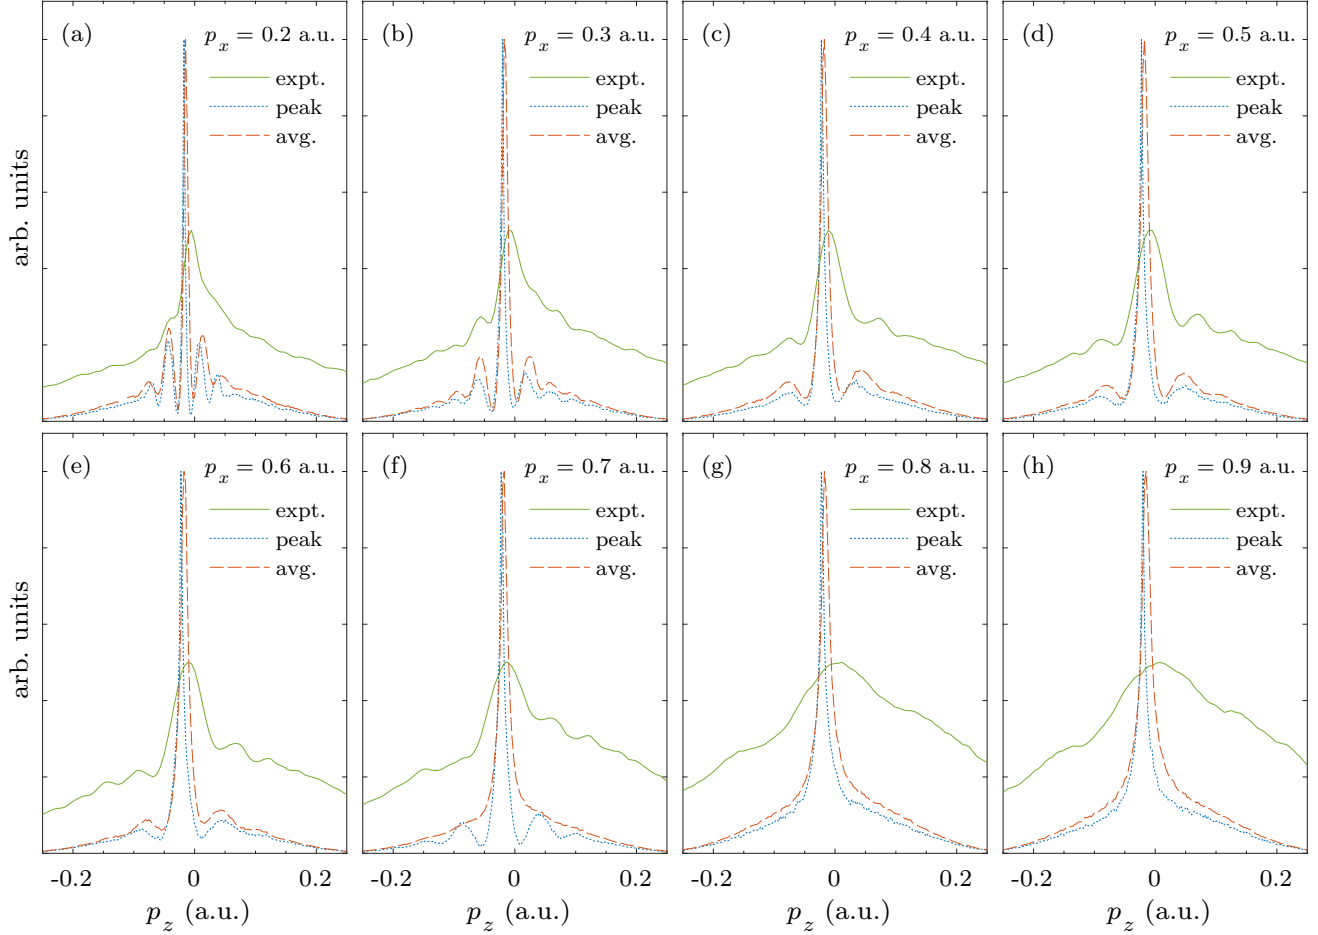 (a) p_x = 0.2 a.u.
expt.
peak
avg.
(b) p_x = 0.3 a.u.
expt.
peak
avg.
(c) p_x = 0.4 a.u.
expt.
peak
avg.
(d) p_x = 0.5 a.u.
expt.
peak
avg.
arb. units
(e) p_x = 0.6 a.u.
expt.
peak
avg.
(f) p_x = 0.7 a.u.
expt.
peak
avg.
(g) p_x = 0.8 a.u.
expt.
peak
avg.
(h) p_x = 0.9 a.u.
expt.
peak
avg.
arb. units
-0.2 0 0.2
-0.2 0 0.2
-0.2 0 0.2
-0.2 0 0.2
p_z (a.u.)
p_z (a.u.)
p_z (a.u.)
p_z (a.u.)